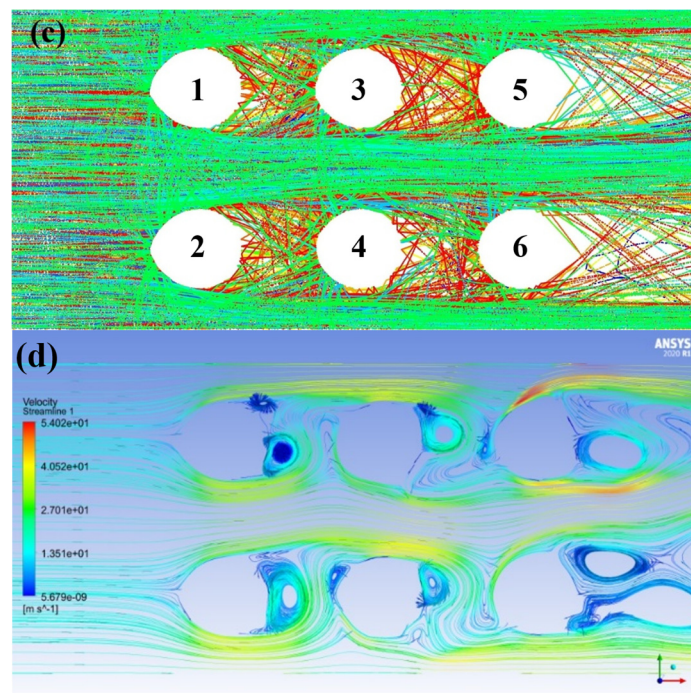 (c)
1
3
5
2
4
6
(d)
ANSYS
2020 R1
Velocity
Streamline 1
5.402e+01
4.052e+01
2.701e+01
1.351e+01
5.679e-09
[m s^-1]